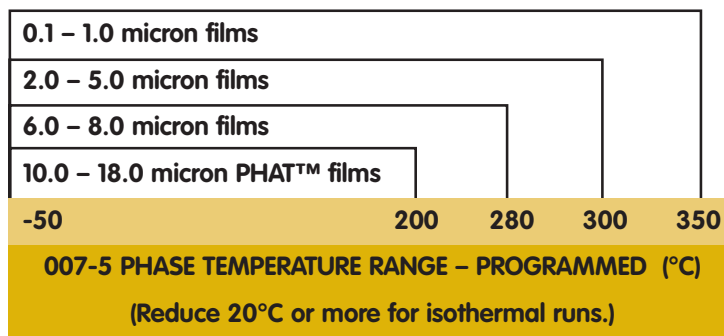 0.1 – 1.0 micron films
2.0 – 5.0 micron films
6.0 – 8.0 micron films
10.0 – 18.0 micron PHAT™ films
-50 200 280 300 350
007-5 PHASE TEMPERATURE RANGE – PROGRAMMED (°C)
(Reduce 20°C or more for isothermal runs.)